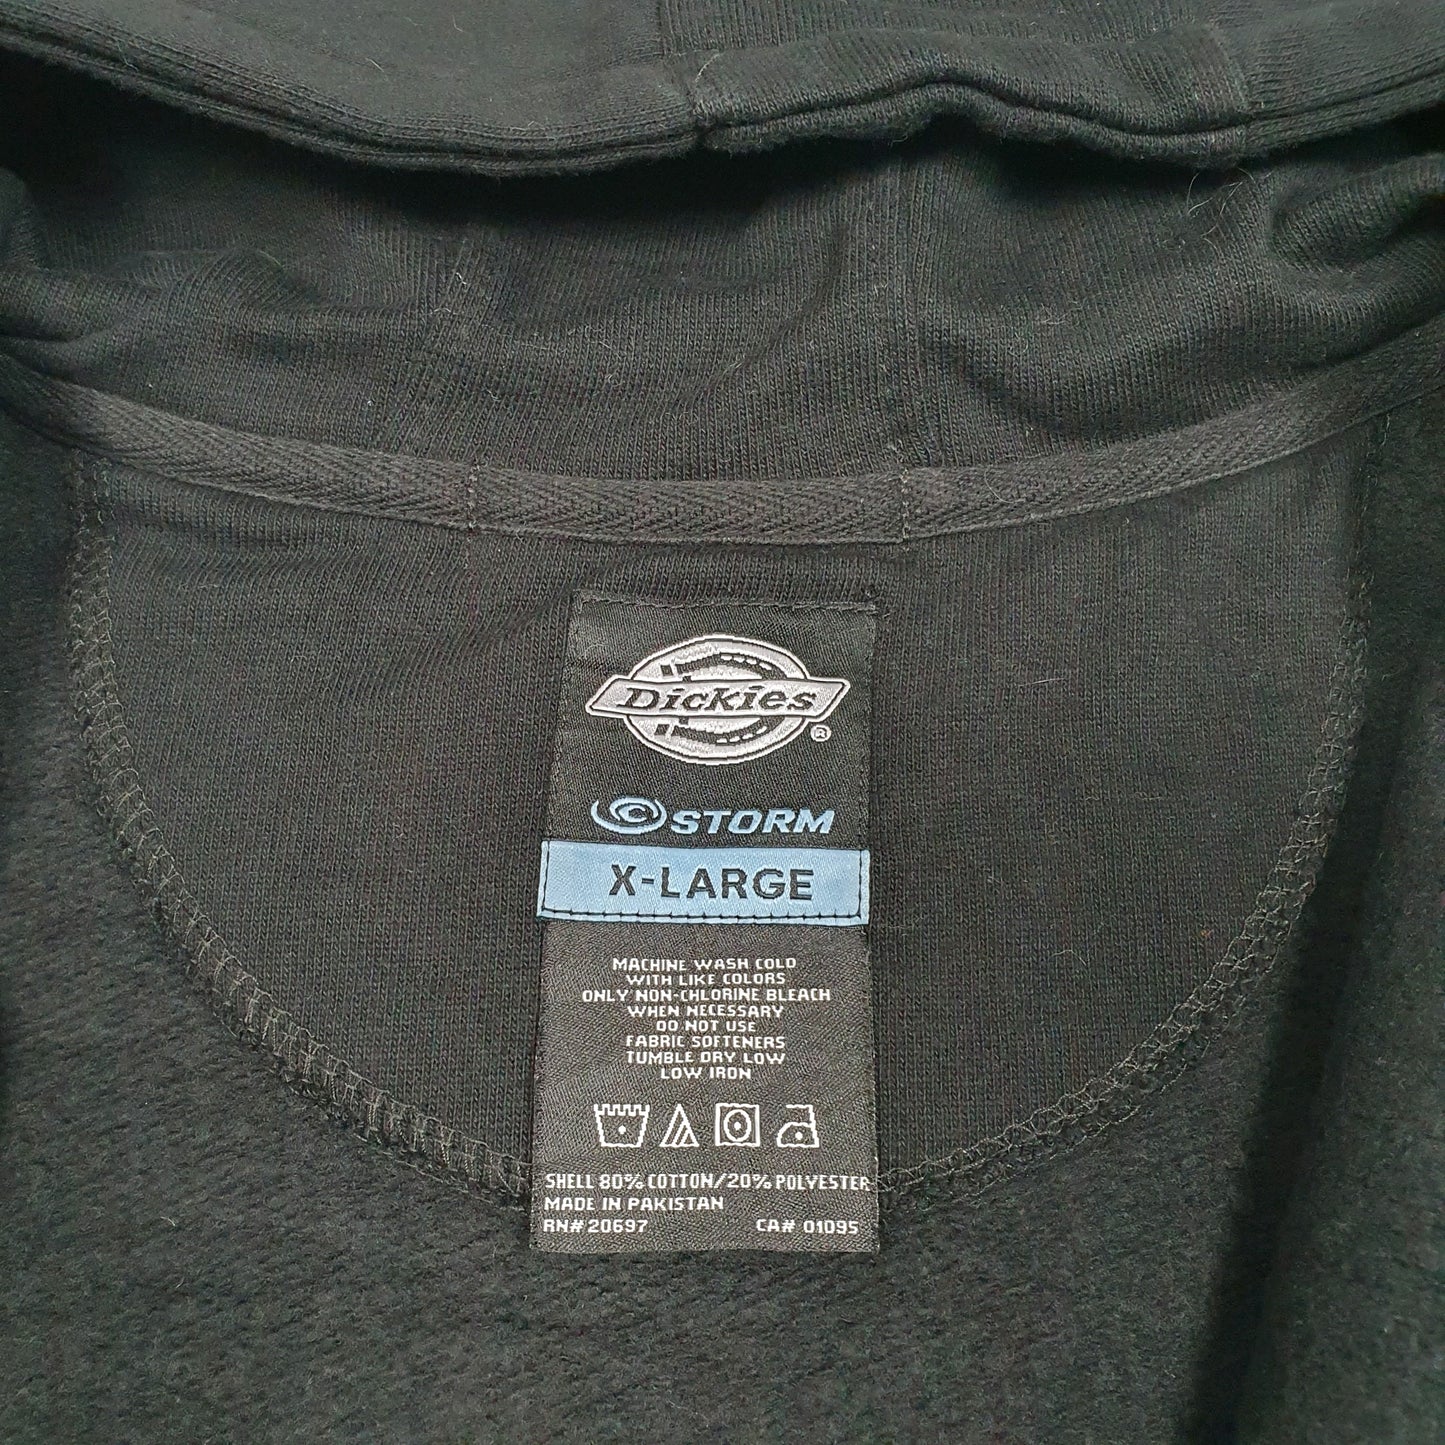 Dickies®
STORM
X-LARGE
MACHINE WASH COLD
WITH LIKE COLORS
ONLY NON-CHLORINE BLEACH
WHEN NECESSARY
DO NOT USE
FABRIC SOFTENERS
TUMBLE DRY LOW
LOW IRON
SHELL 80% COTTON/20% POLYESTER
MADE IN PAKISTAN
RN# 20697 CA# 01095